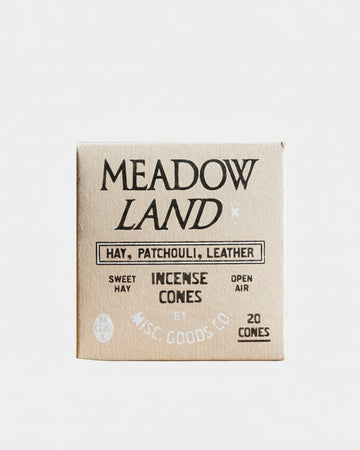 MEADOW
LAND
HAY, PATCHOULI, LEATHER
SWEET HAY
INCENSE CONES
OPEN AIR
BY
MISC. GOODS CO.
20 CONES